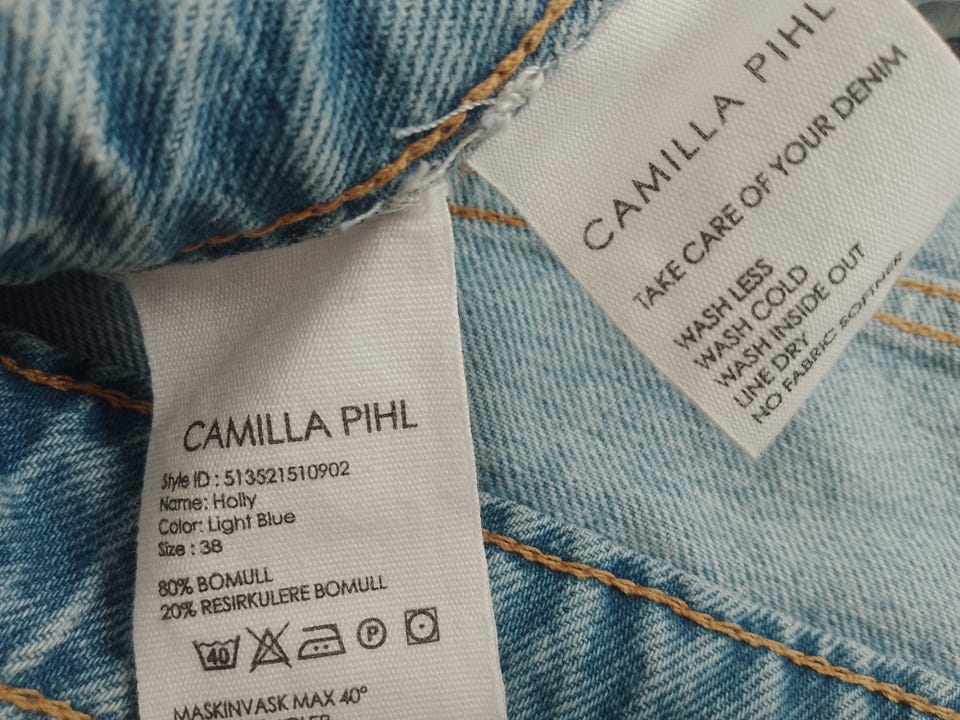 CAMILLA PIHL
TAKE CARE OF YOUR DENIM
WASH LESS
WASH COLD
WASH INSIDE OUT
LINE DRY
NO FABRIC SOFTNER
CAMILLA PIHL
Style ID : 513521510902
Name: Holly
Color: Light Blue
Size : 38
80% BOMULL
20% RESIRKULERE BOMULL
40 P
MASKINVASK MAX 40°